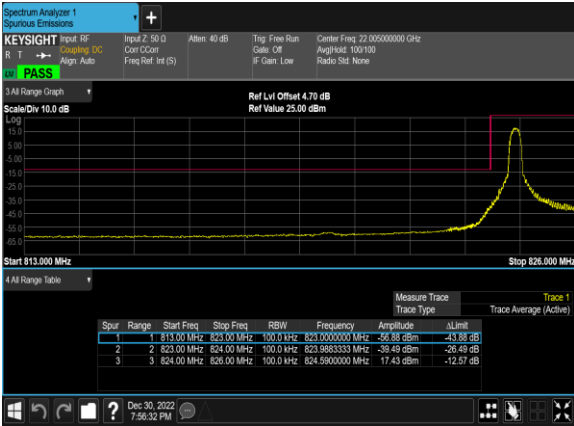 Spectrum Analyzer 1
Spurious Emissions
+
KEYSIGHT Input: RF Input Z: 50 Ω Atten: 40 dB Trig: Free Run Center Freq: 22.005000000 GHz
R T Coupling: DC Corr CCorr Gate: Off Avg|Hold: 100/100
Align: Auto Freq Ref: Int (S) IF Gain: Low Radio Std: None
PASS
3 All Range Graph
Ref Lvl Offset 4.70 dB
Scale/Div 10.0 dB Ref Value 25.00 dBm
Log
15.0
5.00
-5.00
-15.0
-25.0
-35.0
-45.0
-55.0
-65.0
Start 813.000 MHz Stop 826.000 MHz
4 All Range Table
Measure Trace Trace 1
Trace Type Trace Average (Active)
Spur Range Start Freq Stop Freq RBW Frequency Amplitude ΔLimit
1 1 813.00 MHz 823.00 MHz 100.0 kHz 823.0000000 MHz -56.88 dBm -43.88 dB
2 2 823.00 MHz 824.00 MHz 100.0 kHz 823.9883333 MHz -39.49 dBm -26.49 dB
3 3 824.00 MHz 826.00 MHz 100.0 kHz 824.5900000 MHz 17.43 dBm -12.57 dB
? Dec 30, 2022
7:56:32 PM